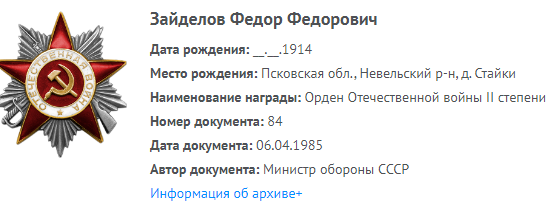 Зайделов Федор Федорович
Дата рождения: __.__.1914
Место рождения: Псковская обл., Невельский р-н, д. Стайки
Наименование награды: Орден Отечественной войны II степени
Номер документа: 84
Дата документа: 06.04.1985
Автор документа: Министр обороны СССР
Информация об архиве+
ОТЕЧЕСТВЕННАЯ ВОЙНА